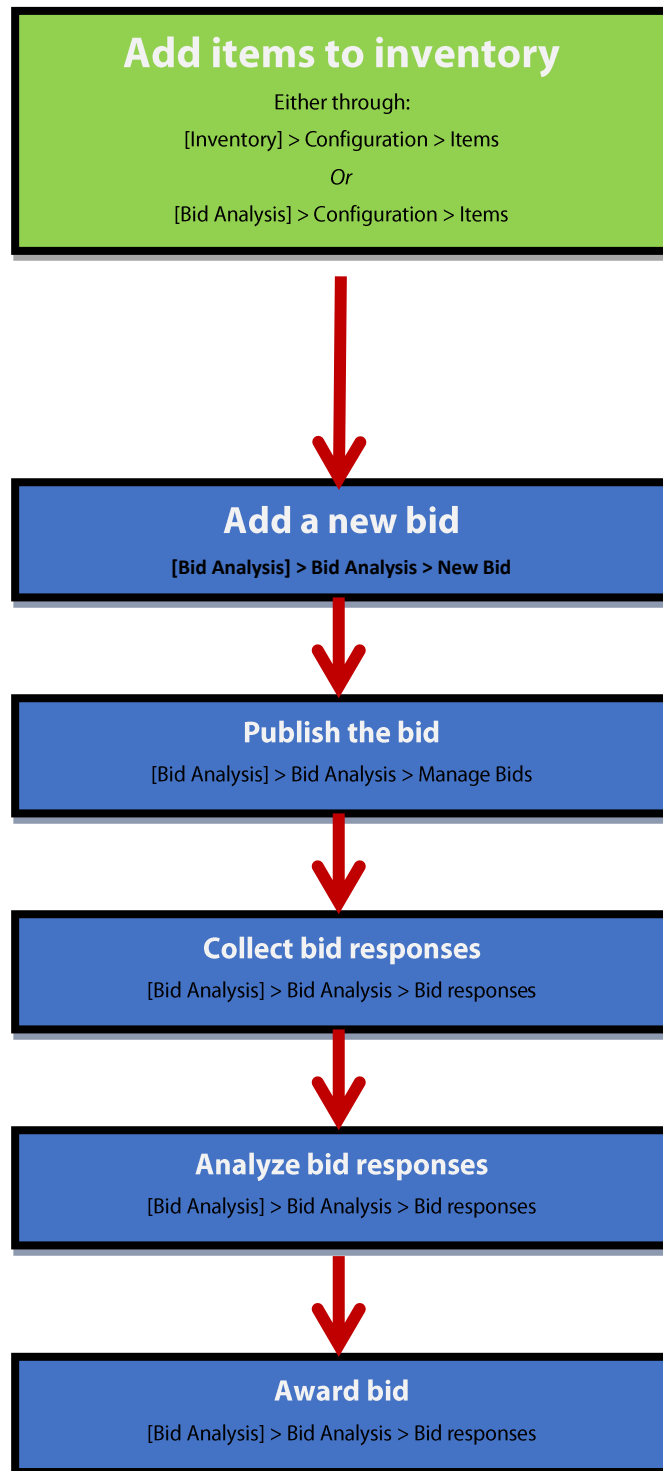 Add items to inventory
Either through:
[Inventory] > Configuration > Items
Or
[Bid Analysis] > Configuration > Items
Add a new bid
[Bid Analysis] > Bid Analysis > New Bid
Publish the bid
[Bid Analysis] > Bid Analysis > Manage Bids
Collect bid responses
[Bid Analysis] > Bid Analysis > Bid responses
Analyze bid responses
[Bid Analysis] > Bid Analysis > Bid responses
Award bid
[Bid Analysis] > Bid Analysis > Bid responses